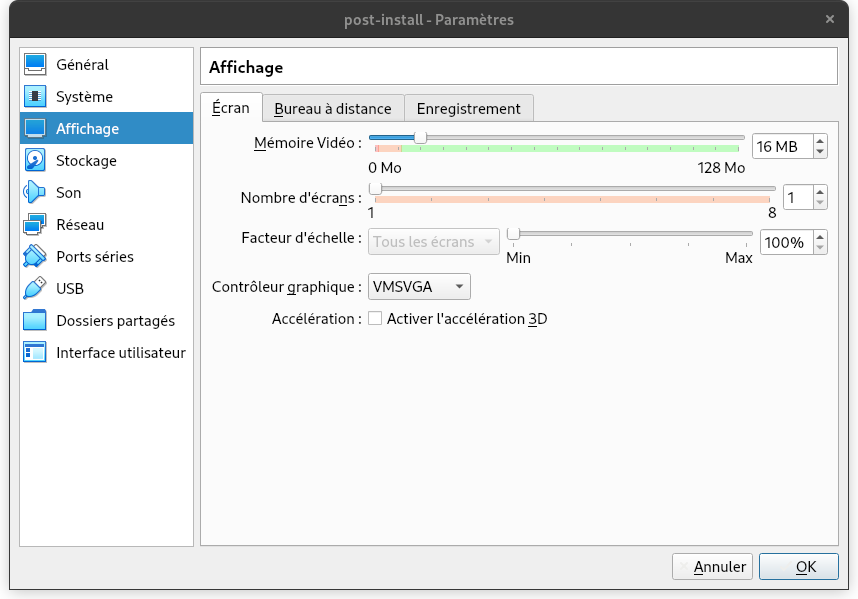 post-install - Paramètres
Général
Système
Affichage
Stockage
Son
Réseau
Ports séries
USB
Dossiers partagés
Interface utilisateur
Affichage
Écran Bureau à distance Enregistrement
Mémoire Vidéo : 16 MB
0 Mo 128 Mo
Nombre d'écrans : 1
1 8
Facteur d'échelle : Tous les écrans 100%
Min Max
Contrôleur graphique : VMSVGA
Accélération : Activer l'accélération 3D
Annuler OK